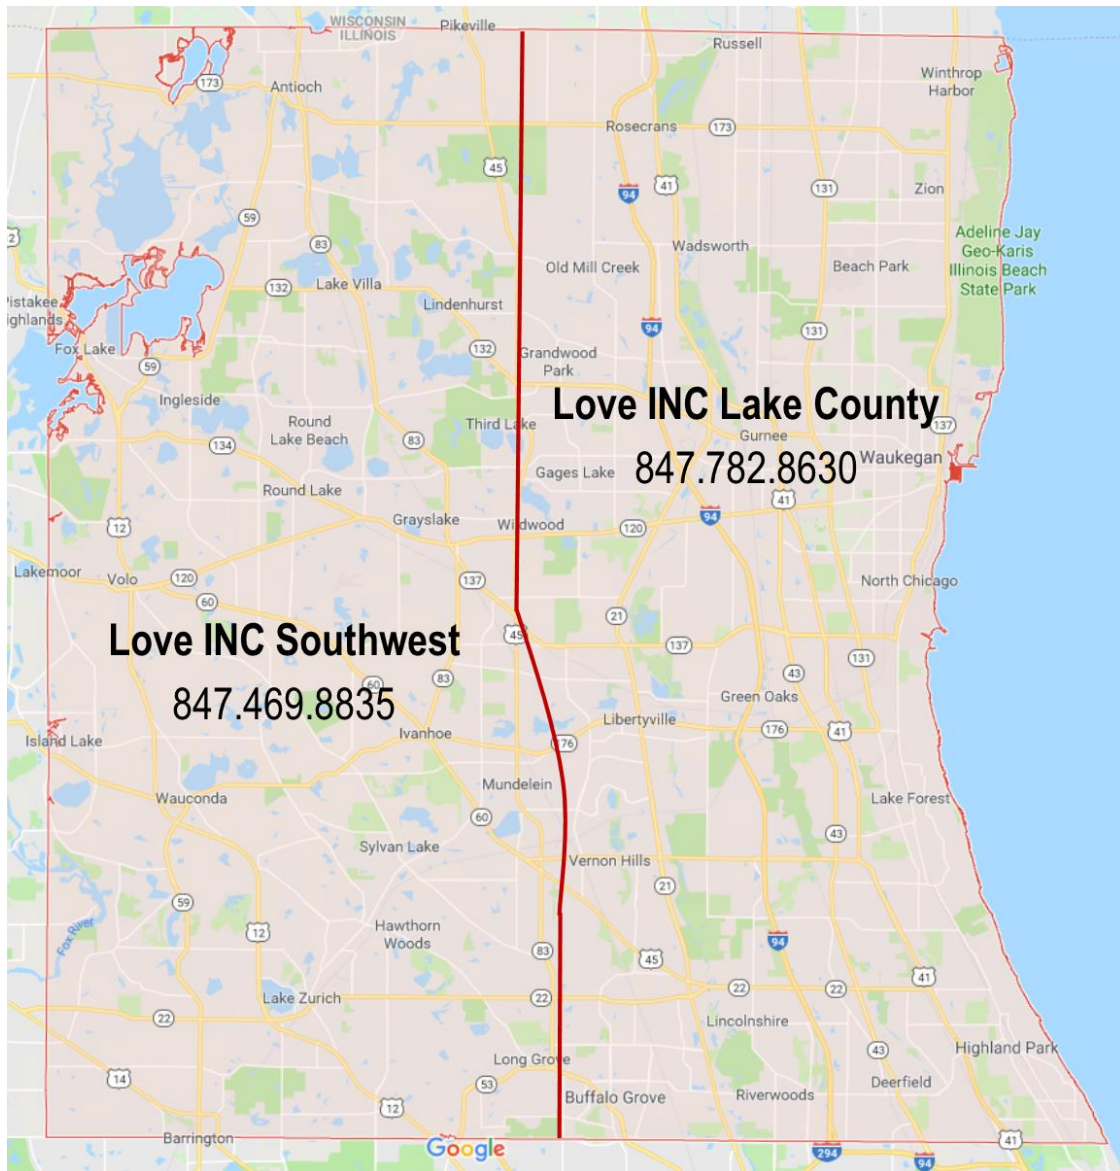 WISCONSIN
ILLINOIS
Pikeville
Russell
Winthrop
Harbor
173
Antioch
Rosecrans
173
45
94
41
131
Zion
59
83
Wadsworth
Adeline Jay
Geo-Karis
Illinois Beach
State Park
2
Old Mill Creek
Beach Park
132
Lake Villa
Lindenhurst
Pistakee
ighlands
94
131
Fox Lake
132
Grandwood
Park
59
Ingleside
Love INC Lake County
Round
Lake Beach
Third Lake
137
134
83
Gurnee
Waukegan
Gages Lake
847.782.8630
Round Lake
41
12
Grayslake
Wildwood
120
94
Lakemoor
Volo
120
137
North Chicago
60
21
Love INC Southwest
45
137
131
60
83
43
847.469.8835
Green Oaks
Island Lake
Ivanhoe
Libertyville
176
176
41
Mundelein
Wauconda
Lake Forest
60
43
Sylvan Lake
Vernon Hills
21
59
Fox River
12
Hawthorn
Woods
83
94
45
41
Lake Zurich
22
22
22
22
Lincolnshire
43
Highland Park
Long Grove
14
53
Deerfield
Buffalo Grove
Riverwoods
12
Barrington
Google
41
294
94